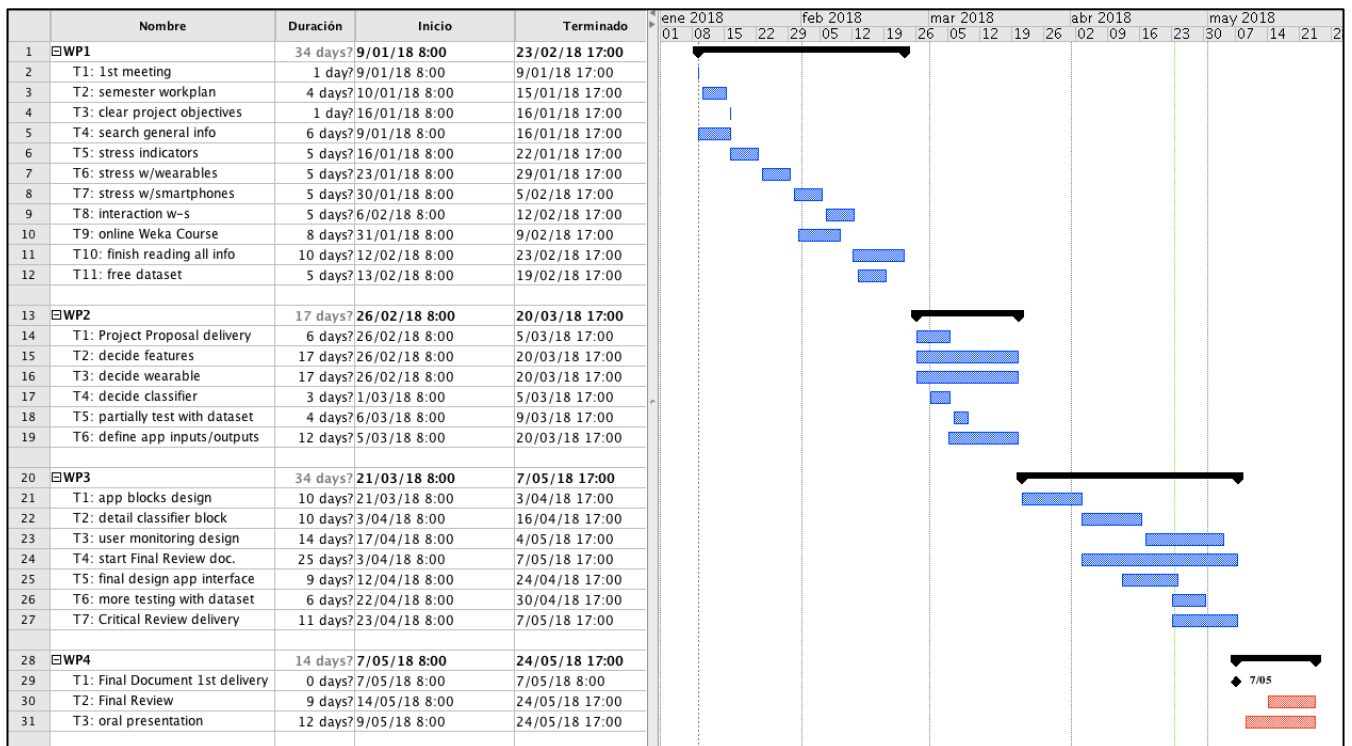 Nombre Duración Inicio Terminado
ene 2018 feb 2018 mar 2018 abr 2018 may 2018
01 08 15 22 29 05 12 19 26 05 12 19 26 02 09 16 23 30 07 14 21 2
1 WP1 34 days? 9/01/18 8:00 23/02/18 17:00
2 T1: 1st meeting 1 day? 9/01/18 8:00 9/01/18 17:00
3 T2: semester workplan 4 days? 10/01/18 8:00 15/01/18 17:00
4 T3: clear project objectives 1 day? 16/01/18 8:00 16/01/18 17:00
5 T4: search general info 6 days? 9/01/18 8:00 16/01/18 17:00
6 T5: stress indicators 5 days? 16/01/18 8:00 22/01/18 17:00
7 T6: stress w/wearables 5 days? 23/01/18 8:00 29/01/18 17:00
8 T7: stress w/smartphones 5 days? 30/01/18 8:00 5/02/18 17:00
9 T8: interaction w-s 5 days? 6/02/18 8:00 12/02/18 17:00
10 T9: online Weka Course 8 days? 31/01/18 8:00 9/02/18 17:00
11 T10: finish reading all info 10 days? 12/02/18 8:00 23/02/18 17:00
12 T11: free dataset 5 days? 13/02/18 8:00 19/02/18 17:00
13 WP2 17 days? 26/02/18 8:00 20/03/18 17:00
14 T1: Project Proposal delivery 6 days? 26/02/18 8:00 5/03/18 17:00
15 T2: decide features 17 days? 26/02/18 8:00 20/03/18 17:00
16 T3: decide wearable 17 days? 26/02/18 8:00 20/03/18 17:00
17 T4: decide classifier 3 days? 1/03/18 8:00 5/03/18 17:00
18 T5: partially test with dataset 4 days? 6/03/18 8:00 9/03/18 17:00
19 T6: define app inputs/outputs 12 days? 5/03/18 8:00 20/03/18 17:00
20 WP3 34 days? 21/03/18 8:00 7/05/18 17:00
21 T1: app blocks design 10 days? 21/03/18 8:00 3/04/18 17:00
22 T2: detail classifier block 10 days? 3/04/18 8:00 16/04/18 17:00
23 T3: user monitoring design 14 days? 17/04/18 8:00 4/05/18 17:00
24 T4: start Final Review doc. 25 days? 3/04/18 8:00 7/05/18 17:00
25 T5: final design app interface 9 days? 12/04/18 8:00 24/04/18 17:00
26 T6: more testing with dataset 6 days? 22/04/18 8:00 30/04/18 17:00
27 T7: Critical Review delivery 11 days? 23/04/18 8:00 7/05/18 17:00
28 WP4 14 days? 7/05/18 8:00 24/05/18 17:00
29 T1: Final Document 1st delivery 0 days? 7/05/18 8:00 7/05/18 8:00 7/05
30 T2: Final Review 9 days? 14/05/18 8:00 24/05/18 17:00
31 T3: oral presentation 12 days? 9/05/18 8:00 24/05/18 17:00